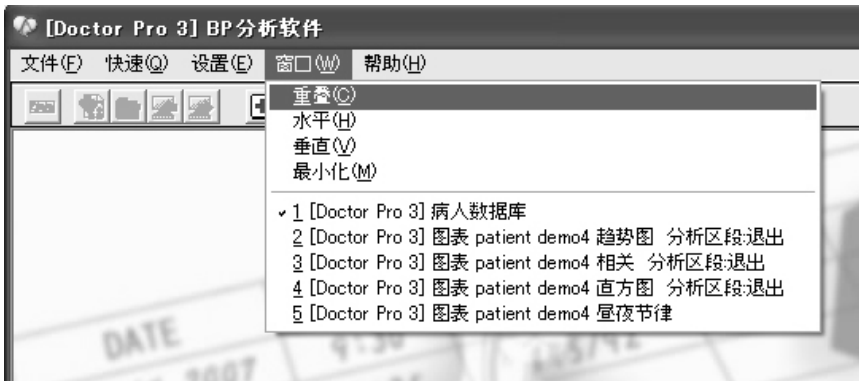 [Doctor Pro 3] BP分析软件
文件(F) 快速(Q) 设置(E) 窗口(W) 帮助(H)
重叠(C)
水平(H)
垂直(V)
最小化(M)
✓ 1 [Doctor Pro 3] 病人数据库
2 [Doctor Pro 3] 图表 patient demo4 趋势图 分析区段:退出
3 [Doctor Pro 3] 图表 patient demo4 相关 分析区段:退出
4 [Doctor Pro 3] 图表 patient demo4 直方图 分析区段:退出
5 [Doctor Pro 3] 图表 patient demo4 昼夜节律
DATE
2007
9:30